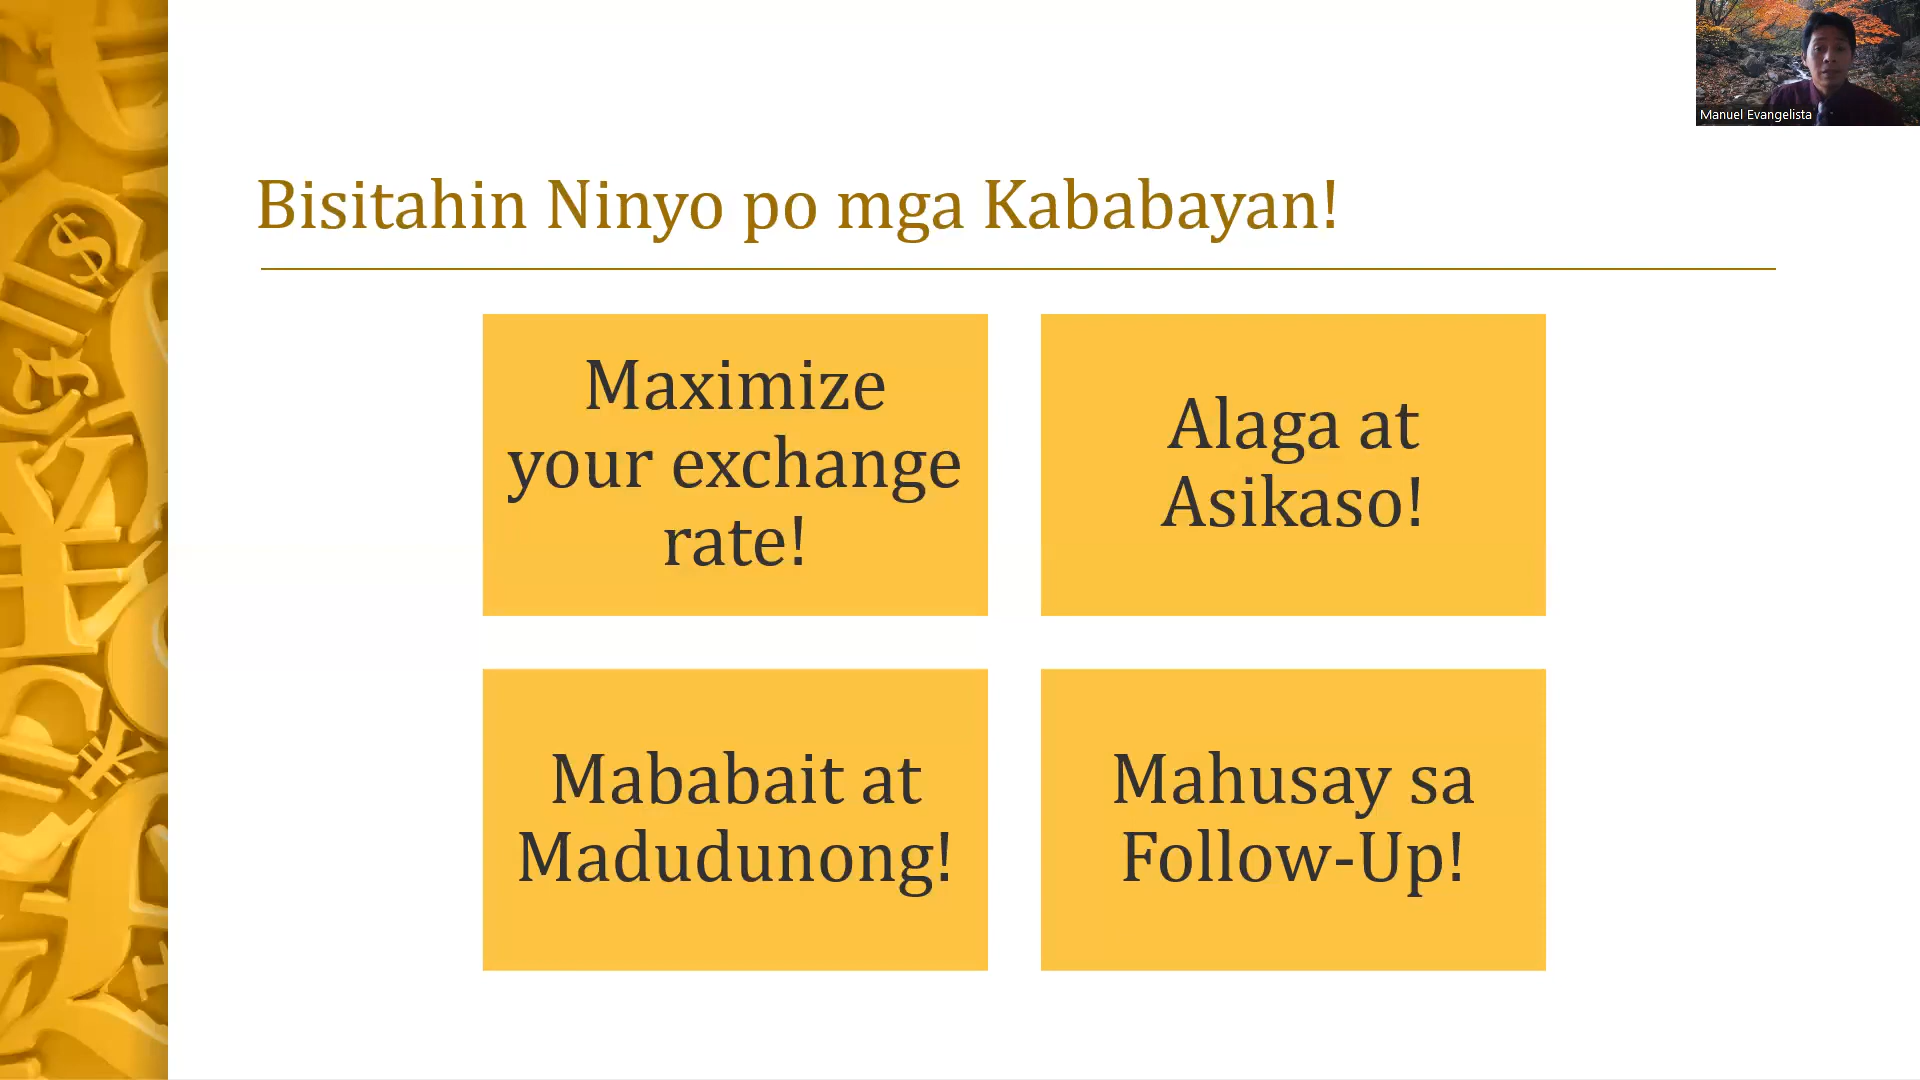 Manuel Evangelista
Bisitahin Ninyo po mga Kababayan!
Maximize
your exchange
rate!
Alaga at
Asikaso!
Mababait at
Madudunong!
Mahusay sa
Follow-Up!